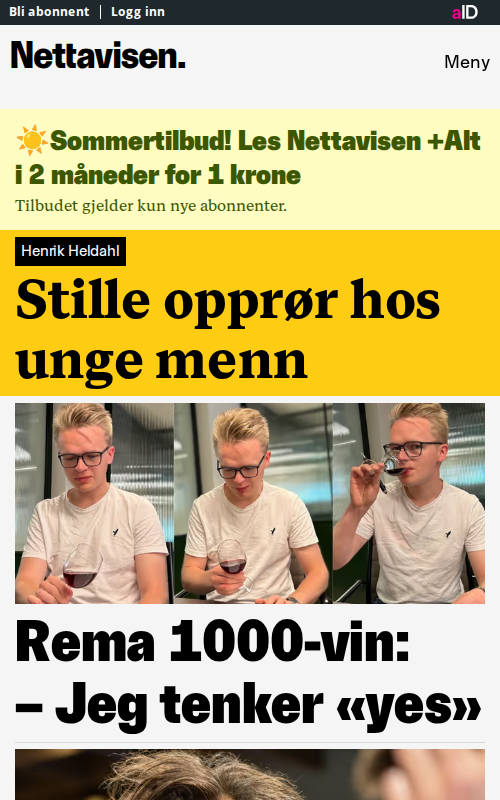 Bli abonnent
Logg inn
aID
Nettavisen.
Meny
☀️Sommertilbud! Les Nettavisen +Alt
i 2 måneder for 1 krone
Tilbudet gjelder kun nye abonnenter.
Henrik Heldahl
Stille opprør hos
unge menn
Rema 1000-vin:
– Jeg tenker «yes»